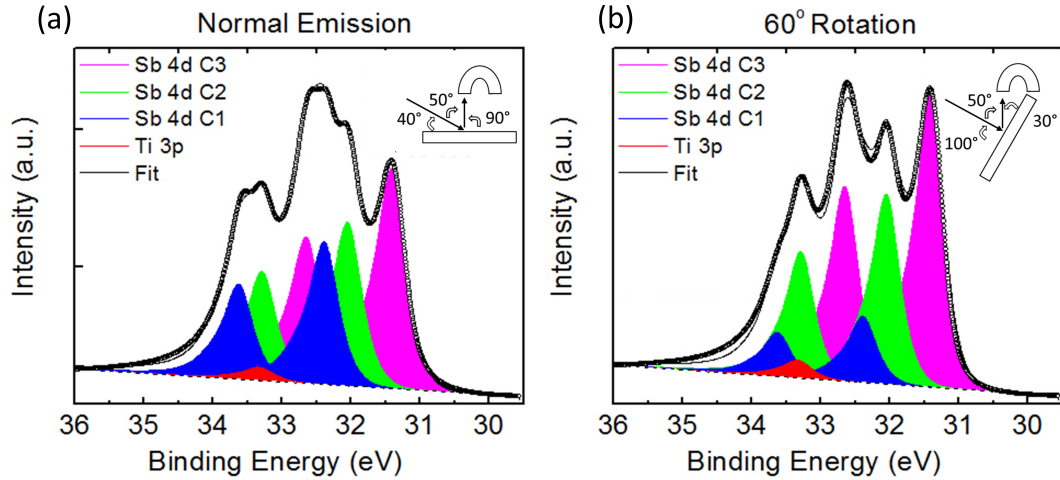 (a)
Normal Emission
Sb 4d C3
Sb 4d C2
Sb 4d C1
Ti 3p
Fit
50°
40°
90°
Intensity (a.u.)
36 35 34 33 32 31 30
Binding Energy (eV)
(b)
60° Rotation
Sb 4d C3
Sb 4d C2
Sb 4d C1
Ti 3p
Fit
50°
30°
100°
Intensity (a.u.)
36 35 34 33 32 31 30
Binding Energy (eV)